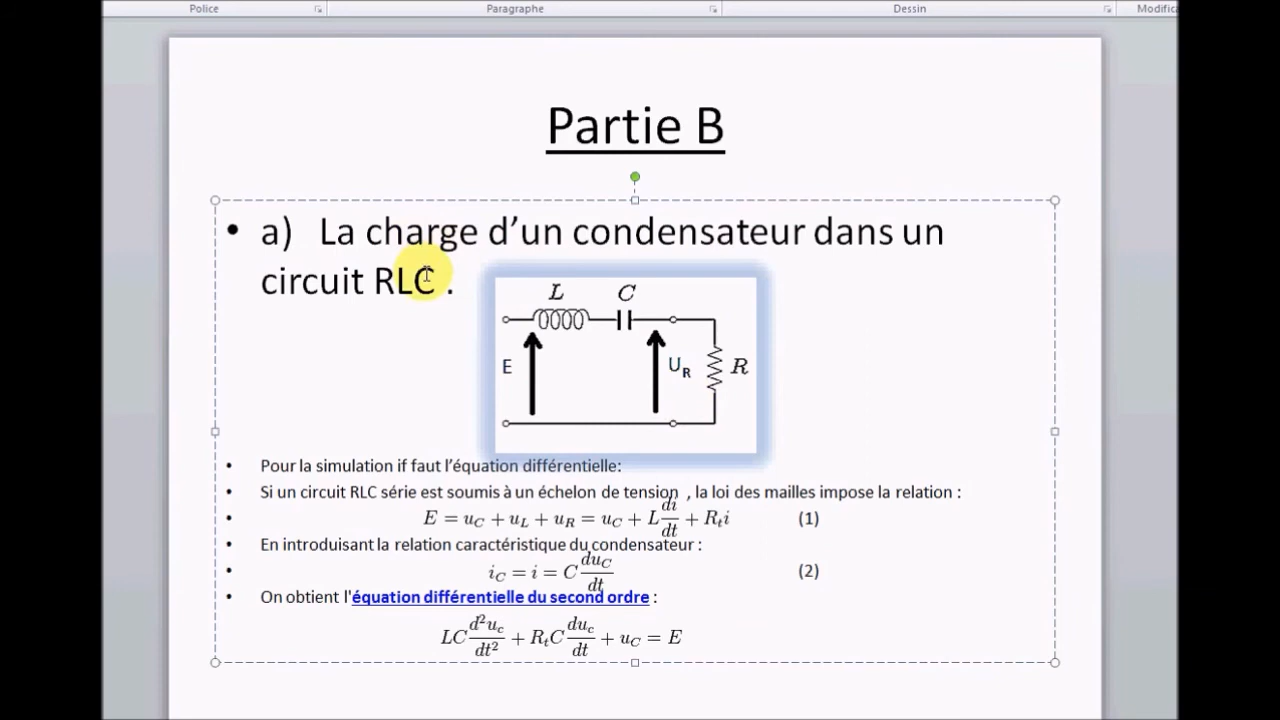 Police
Paragraphe
Dessin
Modifica
Partie B
• a) La charge d’un condensateur dans un
circuit RLC .
L C
E
U_R
R
• Pour la simulation if faut l’équation différentielle:
• Si un circuit RLC série est soumis à un échelon de tension , la loi des mailles impose la relation :
• E = u_C + u_L + u_R = u_C + L di/dt + R_t i (1)
• En introduisant la relation caractéristique du condensateur :
• i_C = i = C du_C/dt (2)
• On obtient l'équation différentielle du second ordre :
LC d²u_c/dt² + R_t C du_c/dt + u_C = E